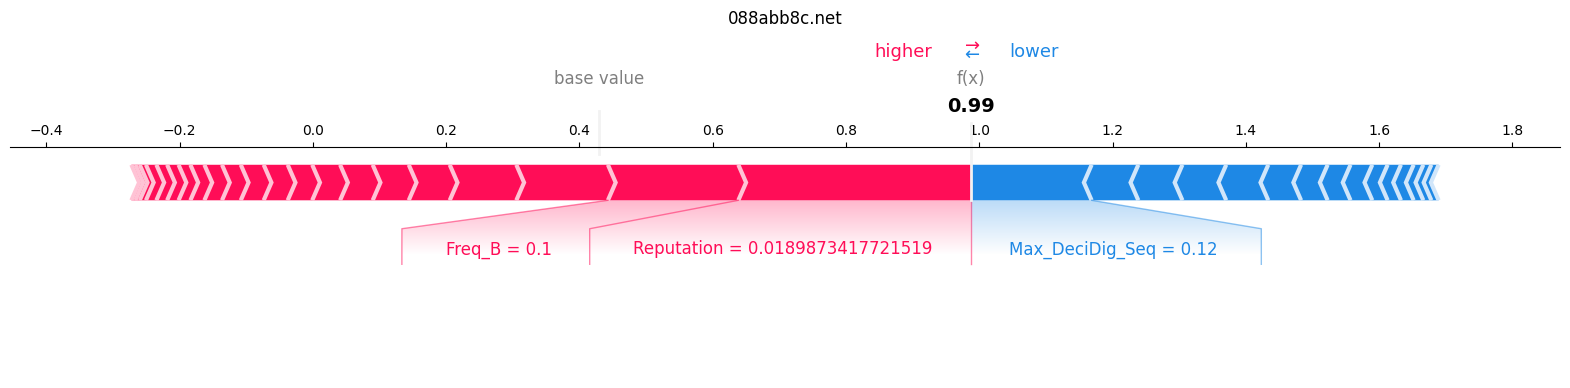 088abb8c.net
higher → ← lower
base value f(x)
0.99
−0.4 −0.2 0.0 0.2 0.4 0.6 0.8 1.0 1.2 1.4 1.6 1.8
Freq_B = 0.1 Reputation = 0.0189873417721519 Max_DeciDig_Seq = 0.12